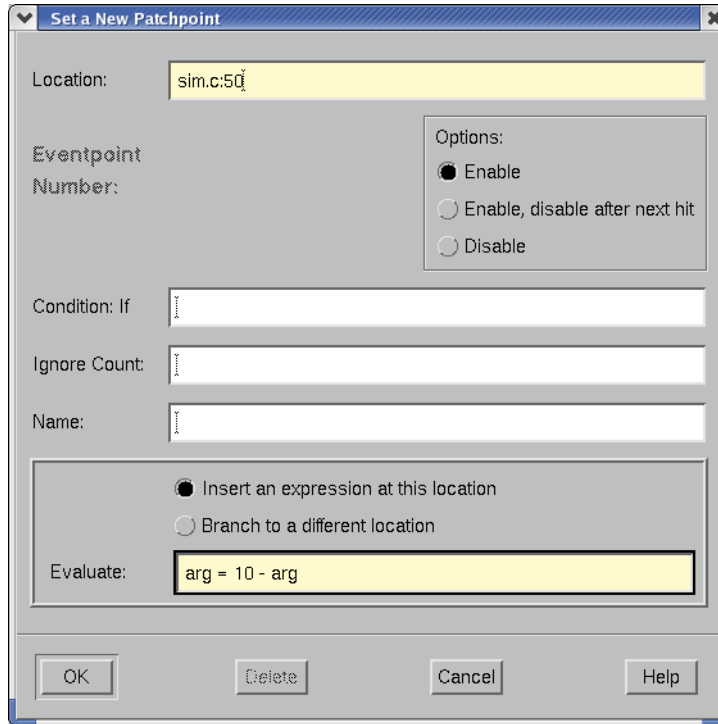 Set a New Patchpoint
Location: sim.c:50
Eventpoint
Number:
Options:
Enable
Enable, disable after next hit
Disable
Condition: If
Ignore Count:
Name:
Insert an expression at this location
Branch to a different location
Evaluate: arg = 10 - arg
OK Delete Cancel Help